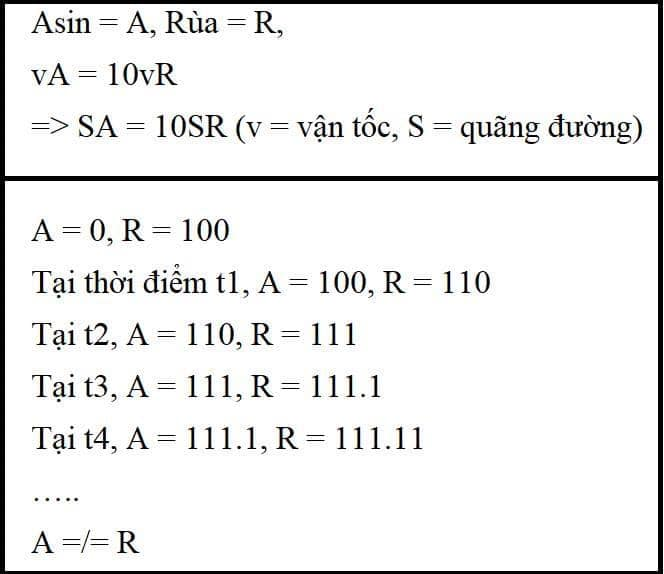 Asin = A, Rùa = R,
vA = 10vR
=> SA = 10SR (v = vận tốc, S = quãng đường)
A = 0, R = 100
Tại thời điểm t1, A = 100, R = 110
Tại t2, A = 110, R = 111
Tại t3, A = 111, R = 111.1
Tại t4, A = 111.1, R = 111.11
…..
A =/= R